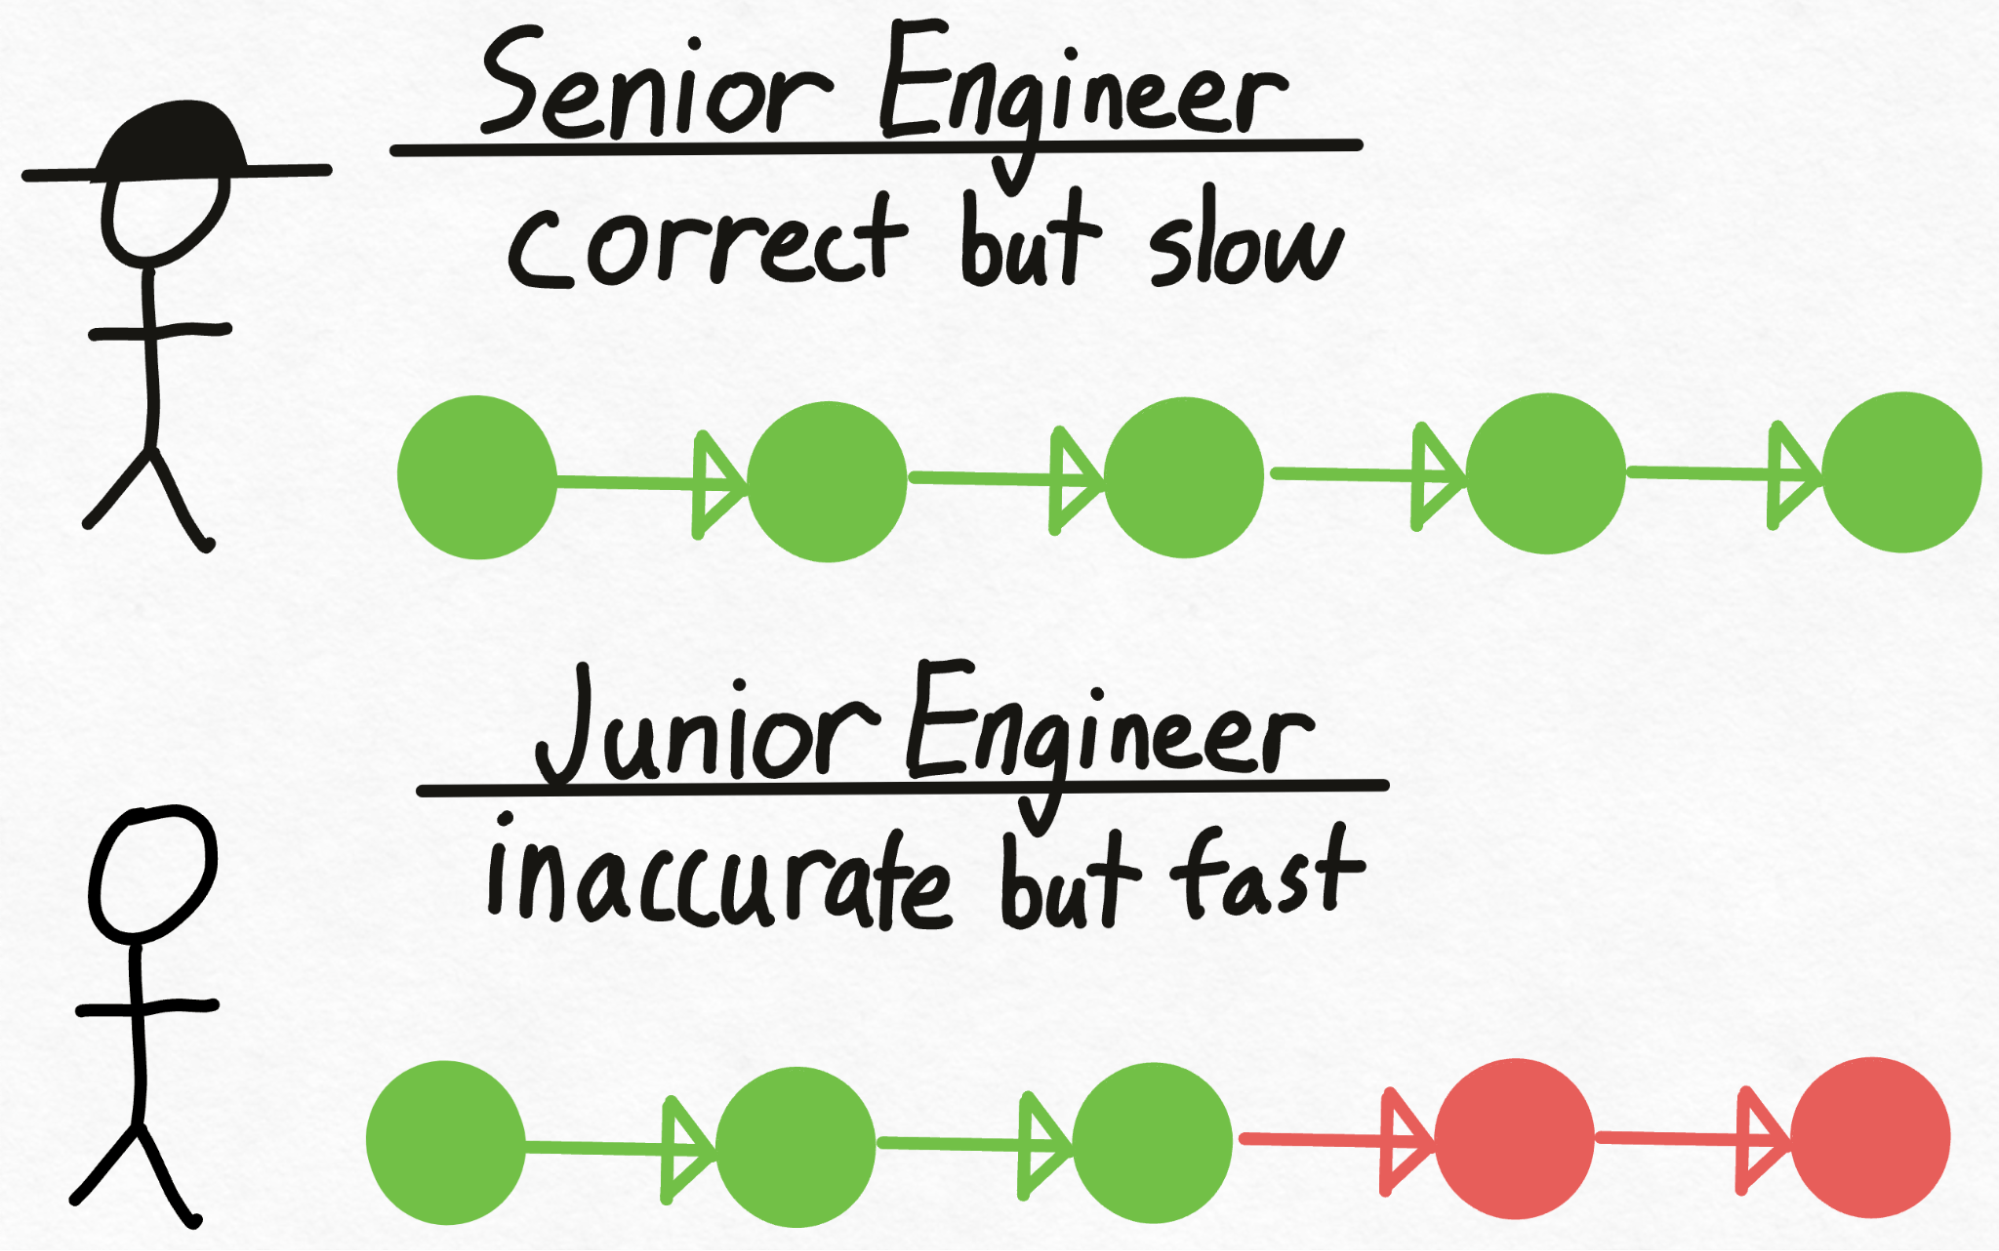 Senior Engineer
correct but slow
Junior Engineer
inaccurate but fast